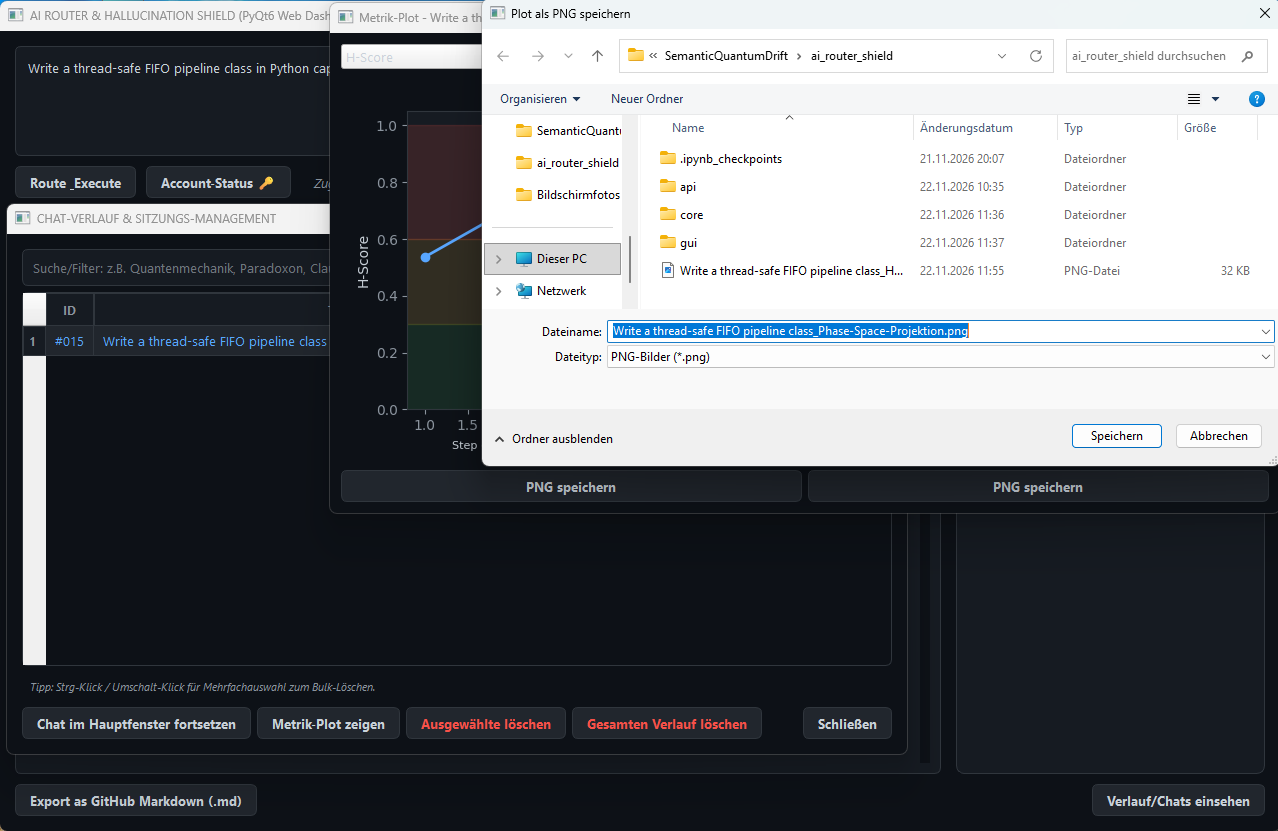 AI ROUTER & HALLUCINATION SHIELD (PyQt6 Web Dash
Write a thread-safe FIFO pipeline class in Python cap
Route _Execute
Account-Status 🔑
CHAT-VERLAUF & SITZUNGS-MANAGEMENT
Suche/Filter: z.B. Quantenmechanik, Paradoxon, Clau
ID
1 #015 Write a thread-safe FIFO pipeline class
Tipp: Strg-Klick / Umschalt-Klick für Mehrfachauswahl zum Bulk-Löschen.
Chat im Hauptfenster fortsetzen
Metrik-Plot zeigen
Ausgewählte löschen
Gesamten Verlauf löschen
Schließen
Export as GitHub Markdown (.md)
Verlauf/Chats einsehen
Metrik-Plot - Write a th
H-Score
H-Score
1.0
0.8
0.6
0.4
0.2
0.0
1.0 1.5
Step
PNG speichern
PNG speichern
Plot als PNG speichern
« SemanticQuantumDrift › ai_router_shield
ai_router_shield durchsuchen
Organisieren
Neuer Ordner
SemanticQuant
ai_router_shield
Bildschirmfotos
Dieser PC
Netzwerk
Name Änderungsdatum Typ Größe
.ipynb_checkpoints 21.11.2026 20:07 Dateiordner
api 22.11.2026 10:35 Dateiordner
core 22.11.2026 11:36 Dateiordner
gui 22.11.2026 11:37 Dateiordner
Write a thread-safe FIFO pipeline class_H... 22.11.2026 11:55 PNG-Datei 32 KB
Dateiname: Write a thread-safe FIFO pipeline class_Phase-Space-Projektion.png
Dateityp: PNG-Bilder (*.png)
Ordner ausblenden
Speichern
Abbrechen